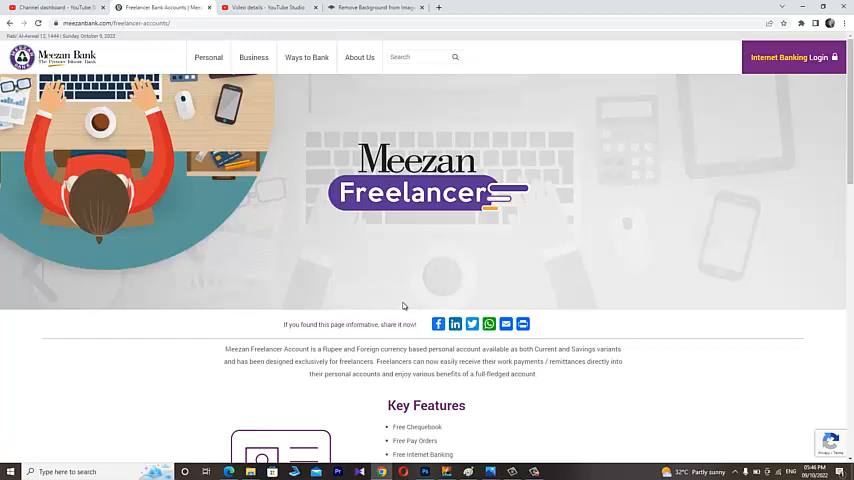 Channel dashboard - YouTube S
Freelancer Bank Accounts | Mee
Video details - YouTube Studio
Remove Background from Imag
meezanbank.com/freelancer-accounts/
Rabi Al-Awwal 13, 1444 | Sunday, October 9, 2022
Meezan Bank
The Premier Islamic Bank
Personal
Business
Ways to Bank
About Us
Search
Internet Banking Login
Meezan
Freelancer
If you found this page informative, share it now!
Meezan Freelancer Account is a Rupee and Foreign currency based personal account available as both Current and Savings variants
and has been designed exclusively for freelancers. Freelancers can now easily receive their work payments / remittances directly into
their personal accounts and enjoy various benefits of a full-fledged account.
Key Features
Free Chequebook
Free Pay Orders
Free Internet Banking
Privacy - Terms
Type here to search
32°C Partly sunny
ENG
05:46 PM
09/10/2022